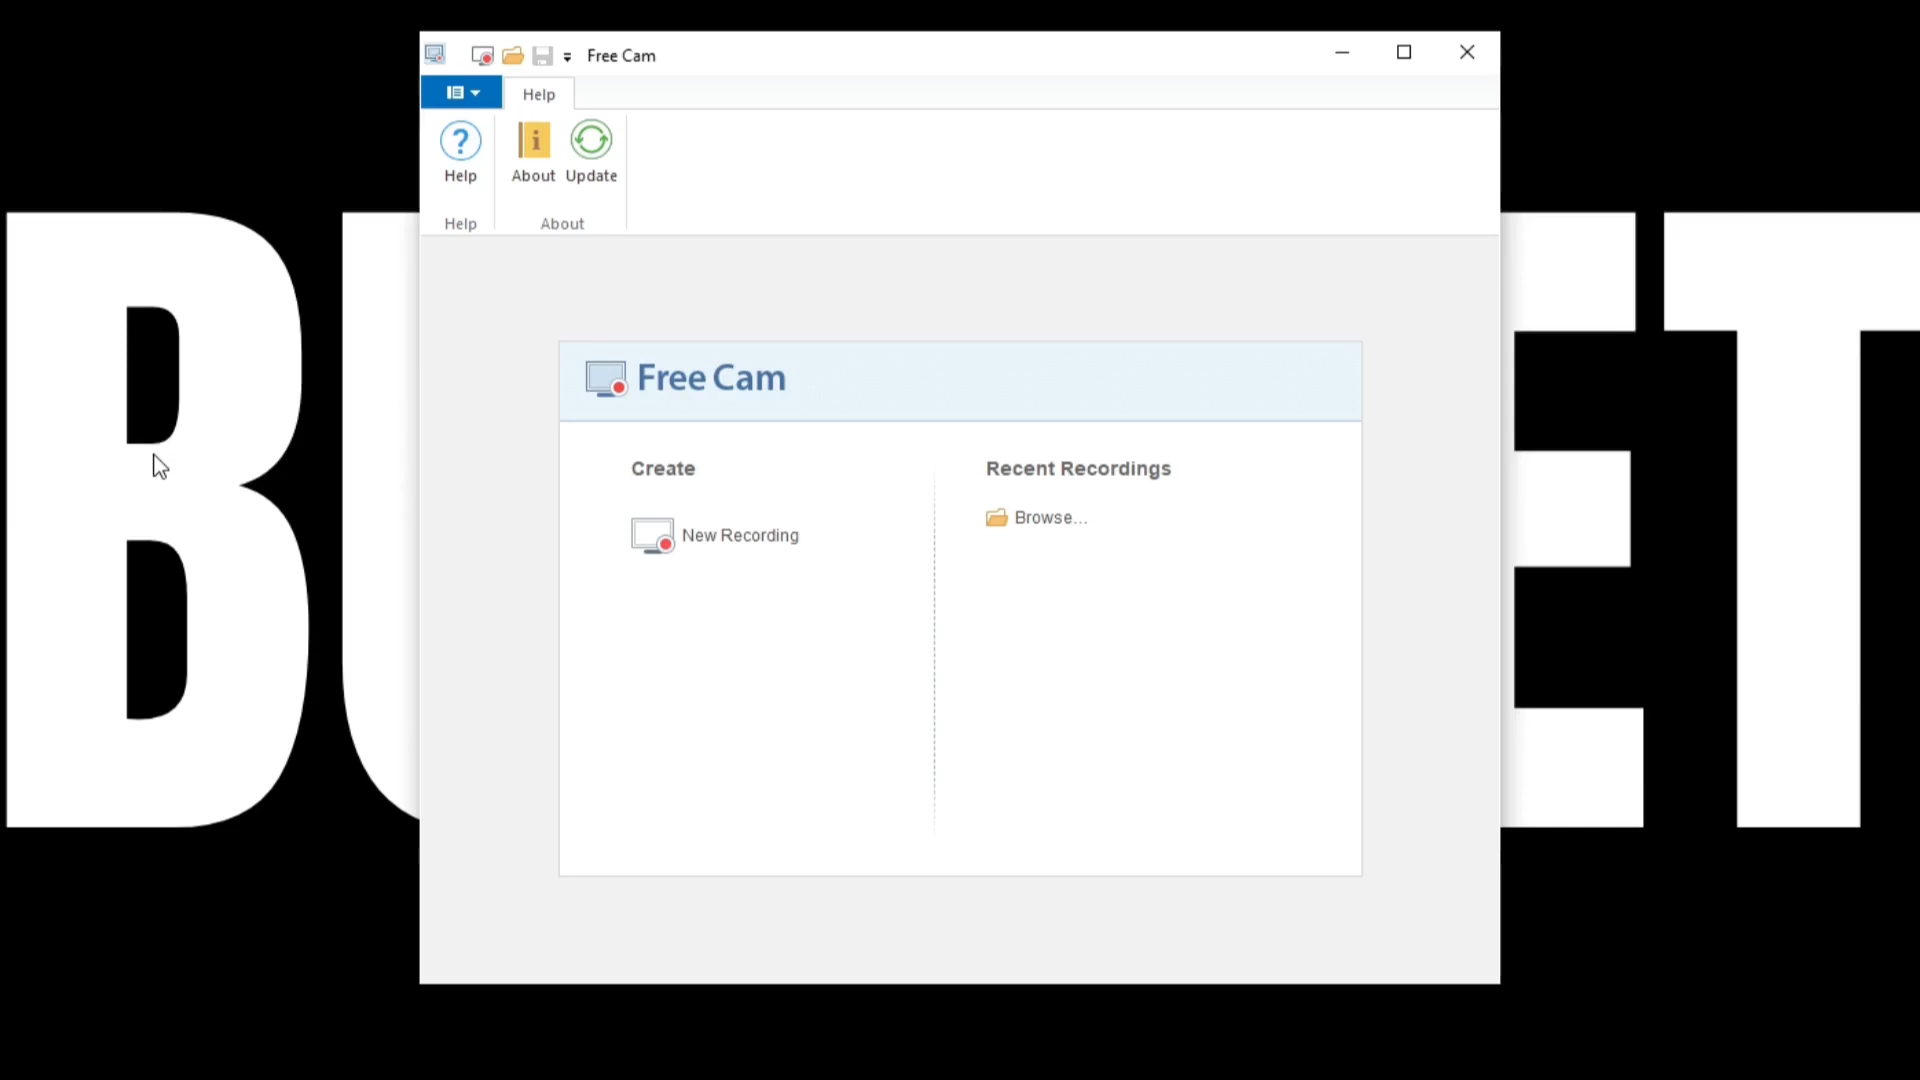 Free Cam
Help
Help
About
Update
Help
About
Free Cam
Create
Recent Recordings
New Recording
Browse...